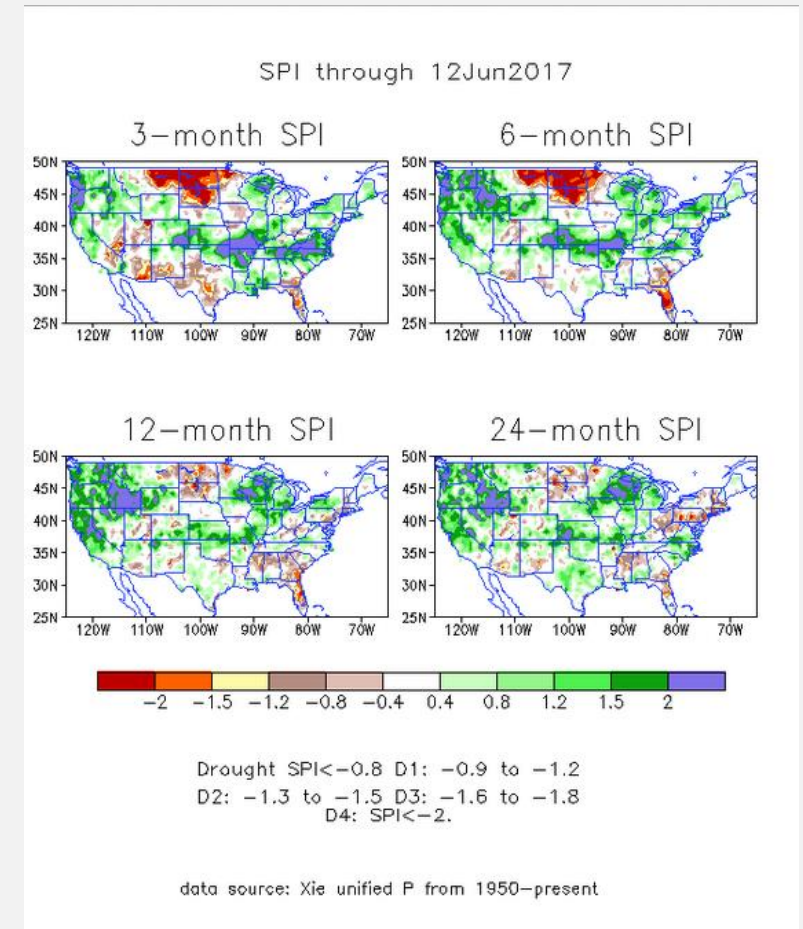 SPI through 12Jun2017
3-month SPI
6-month SPI
50N
45N
40N
35N
30N
25N
120W 110W 100W 90W 80W 70W
50N
45N
40N
35N
30N
25N
120W 110W 100W 90W 80W 70W
12-month SPI
24-month SPI
50N
45N
40N
35N
30N
25N
120W 110W 100W 90W 80W 70W
50N
45N
40N
35N
30N
25N
120W 110W 100W 90W 80W 70W
-2 -1.5 -1.2 -0.8 -0.4 0.4 0.8 1.2 1.5 2
Drought SPI<-0.8 D1: -0.9 to -1.2
D2: -1.3 to -1.5 D3: -1.6 to -1.8
D4: SPI<-2.
data source: Xie unified P from 1950-present